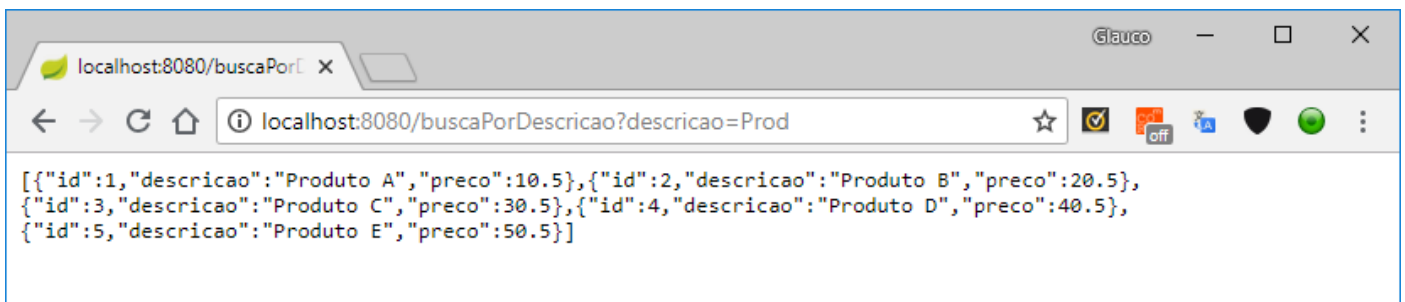 Glauco
localhost:8080/buscaPorD
localhost:8080/buscaPorDescricao?descricao=Prod
off
[{"id":1,"descricao":"Produto A","preco":10.5},{"id":2,"descricao":"Produto B","preco":20.5},
{"id":3,"descricao":"Produto C","preco":30.5},{"id":4,"descricao":"Produto D","preco":40.5},
{"id":5,"descricao":"Produto E","preco":50.5}]